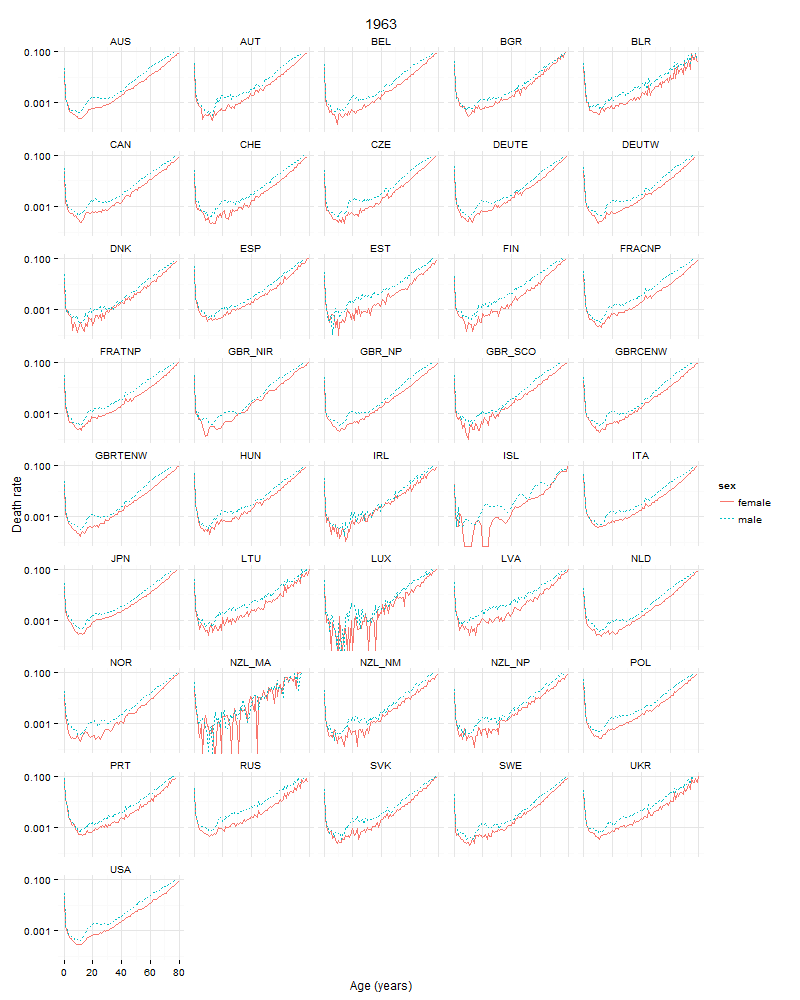 1963
AUS AUT BEL BGR BLR
0.100
0.001
CAN CHE CZE DEUTE DEUTW
0.100
0.001
DNK ESP EST FIN FRACNP
0.100
0.001
FRATNP GBR_NIR GBR_NP GBR_SCO GBRCENW
0.100
0.001
GBRTENW HUN IRL ISL ITA
0.100
0.001
Death rate
sex
female
male
JPN LTU LUX LVA NLD
0.100
0.001
NOR NZL_MA NZL_NM NZL_NP POL
0.100
0.001
PRT RUS SVK SWE UKR
0.100
0.001
USA
0.100
0.001
0 20 40 60 80
Age (years)